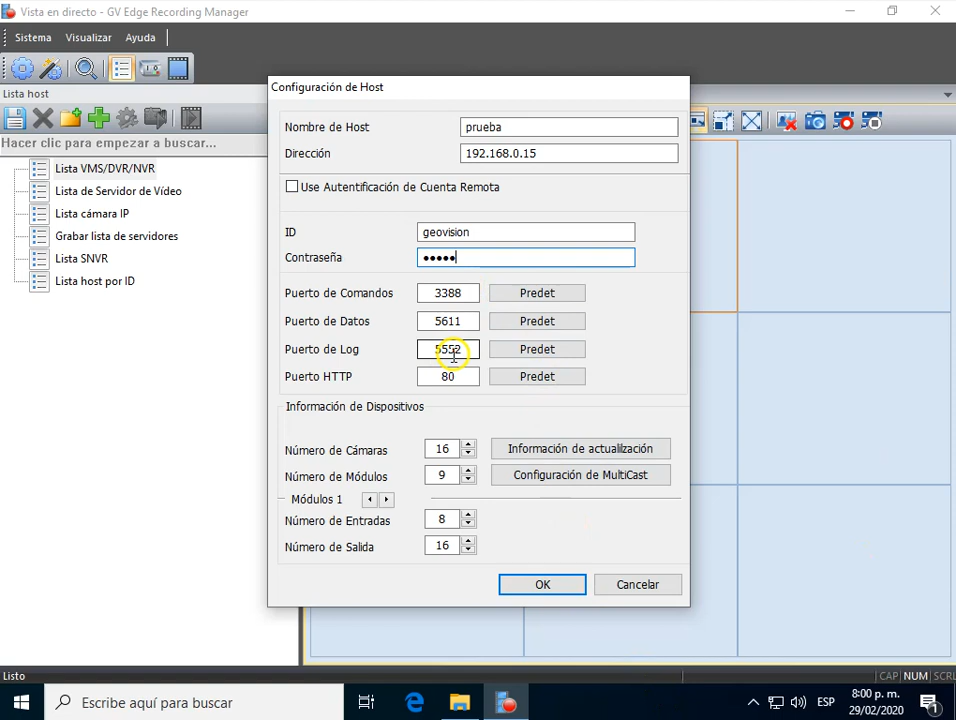 Vista en directo - GV Edge Recording Manager
Sistema Visualizar Ayuda
Lista host
Hacer clic para empezar a buscar...
Lista VMS/DVR/NVR
Lista de Servidor de Vídeo
Lista cámara IP
Grabar lista de servidores
Lista SNVR
Lista host por ID
Configuración de Host
Nombre de Host prueba
Dirección 192.168.0.15
Use Autentificación de Cuenta Remota
ID geovision
Contraseña •••••
Puerto de Comandos 3388 Predet
Puerto de Datos 5611 Predet
Puerto de Log 5552 Predet
Puerto HTTP 80 Predet
Información de Dispositivos
Número de Cámaras 16 Información de actualización
Número de Módulos 9 Configuración de MultiCast
Módulos 1
Número de Entradas 8
Número de Salida 16
OK Cancelar
Listo CAP NUM SCRL
Escribe aquí para buscar
ESP
8:00 p. m.
29/02/2020
1